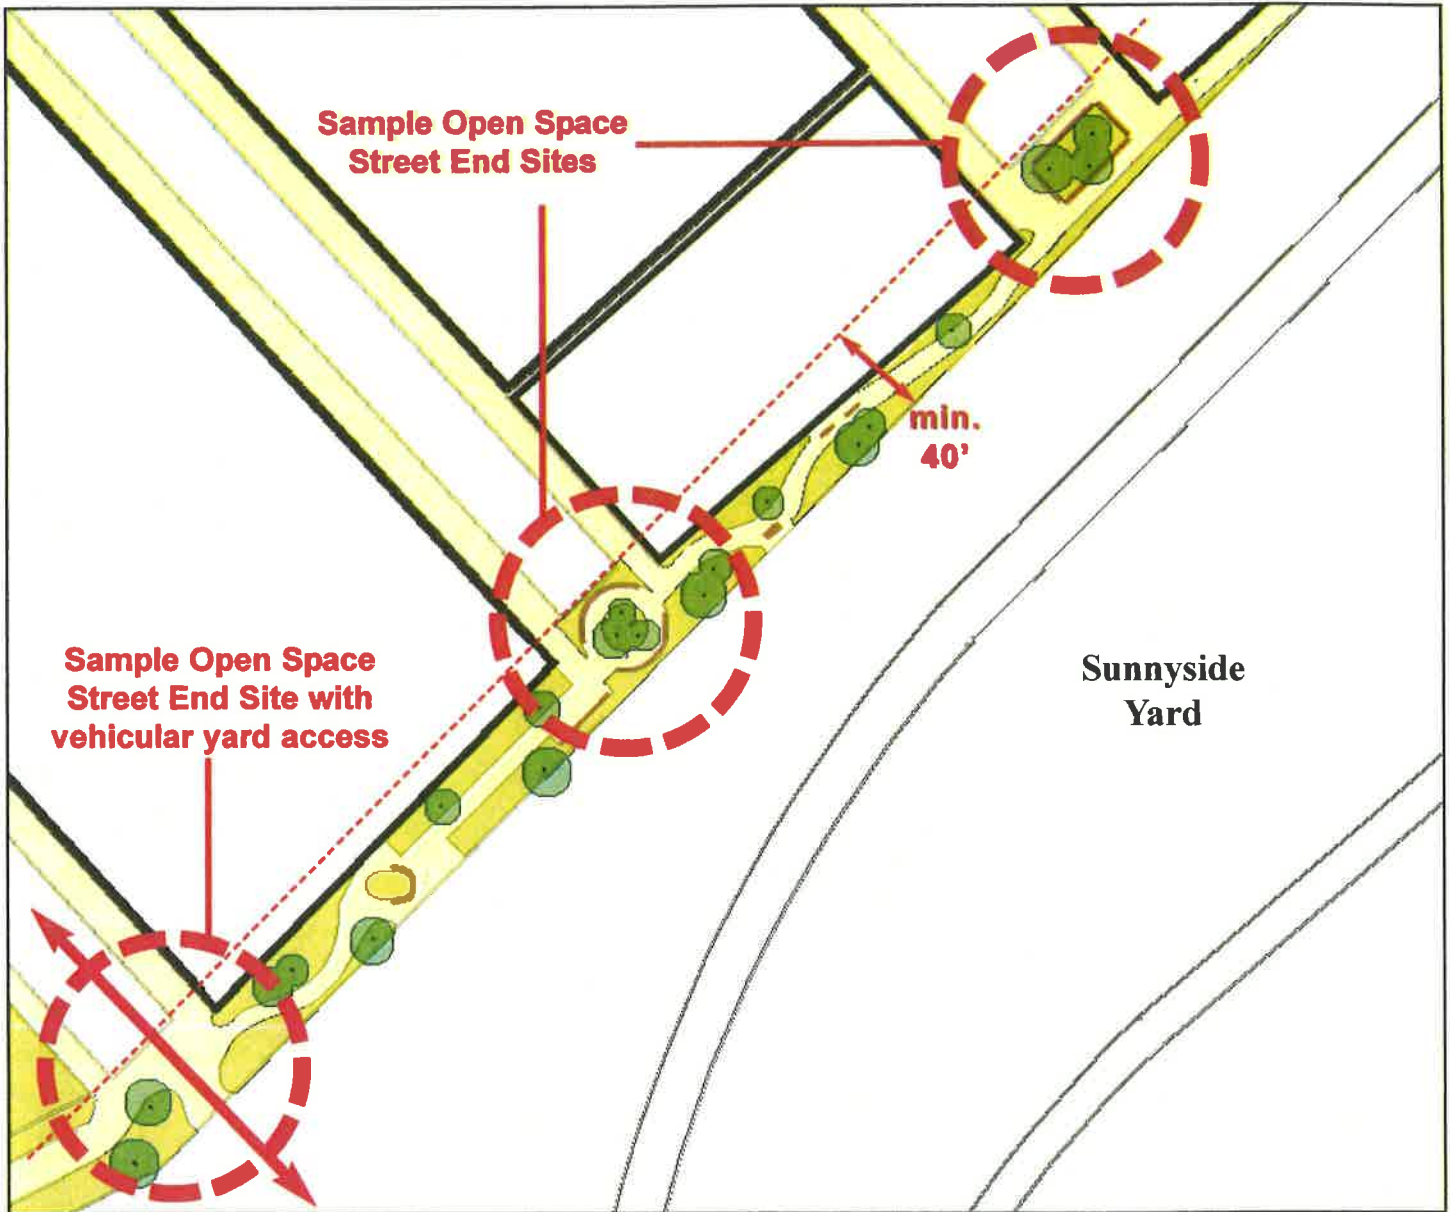 Sample Open Space
Street End Sites
min.
40'
Sample Open Space
Street End Site with
vehicular yard access
Sunnyside
Yard